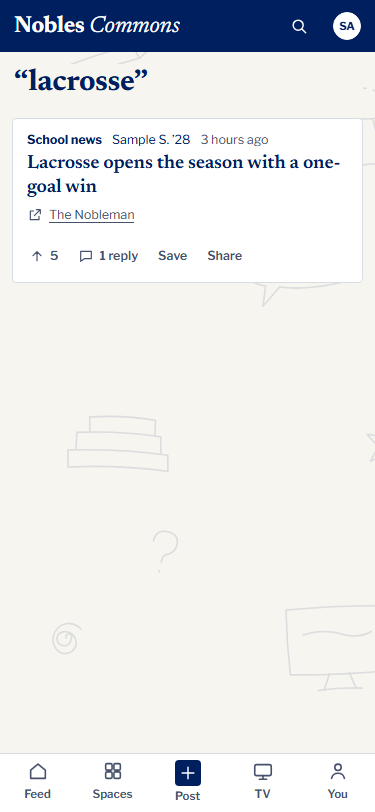 Nobles Commons
SA
“lacrosse”
School news Sample S. ’28 3 hours ago
Lacrosse opens the season with a one-
goal win
The Nobleman
5 1 reply Save Share
?
Feed Spaces Post TV You